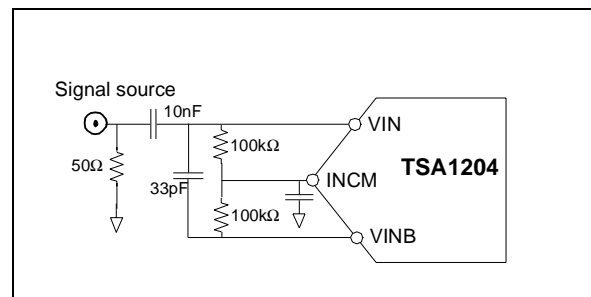 Signal source
10nF
VIN
50Ω
100kΩ
TSA1204
INCM
33pF
100kΩ
VINB